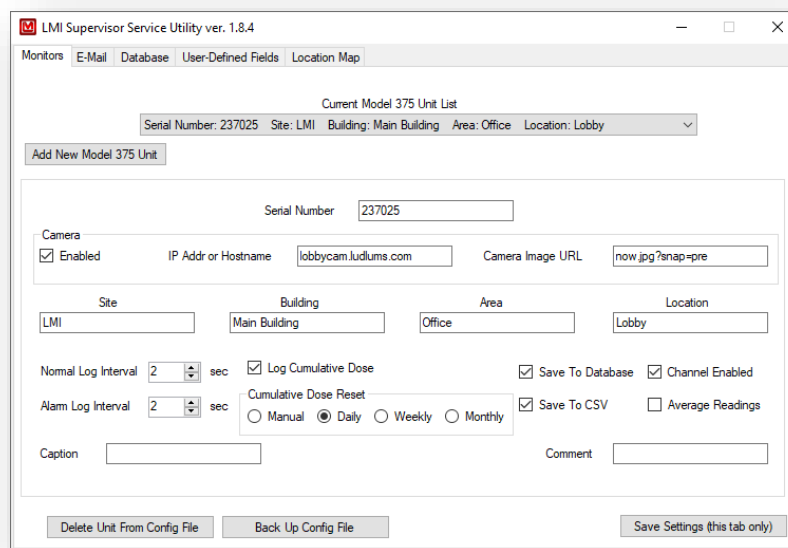 LMI Supervisor Service Utility ver. 1.8.4
Monitors E-Mail Database User-Defined Fields Location Map
Current Model 375 Unit List
Serial Number: 237025 Site: LMI Building: Main Building Area: Office Location: Lobby
Add New Model 375 Unit
Serial Number 237025
Camera
Enabled IP Addr or Hostname lobbycam.ludlums.com Camera Image URL now.jpg?snap=pre
Site Building Area Location
LMI Main Building Office Lobby
Normal Log Interval 2 sec Log Cumulative Dose Save To Database Channel Enabled
Cumulative Dose Reset
Alarm Log Interval 2 sec Manual Daily Weekly Monthly Save To CSV Average Readings
Caption Comment
Delete Unit From Config File Back Up Config File Save Settings (this tab only)